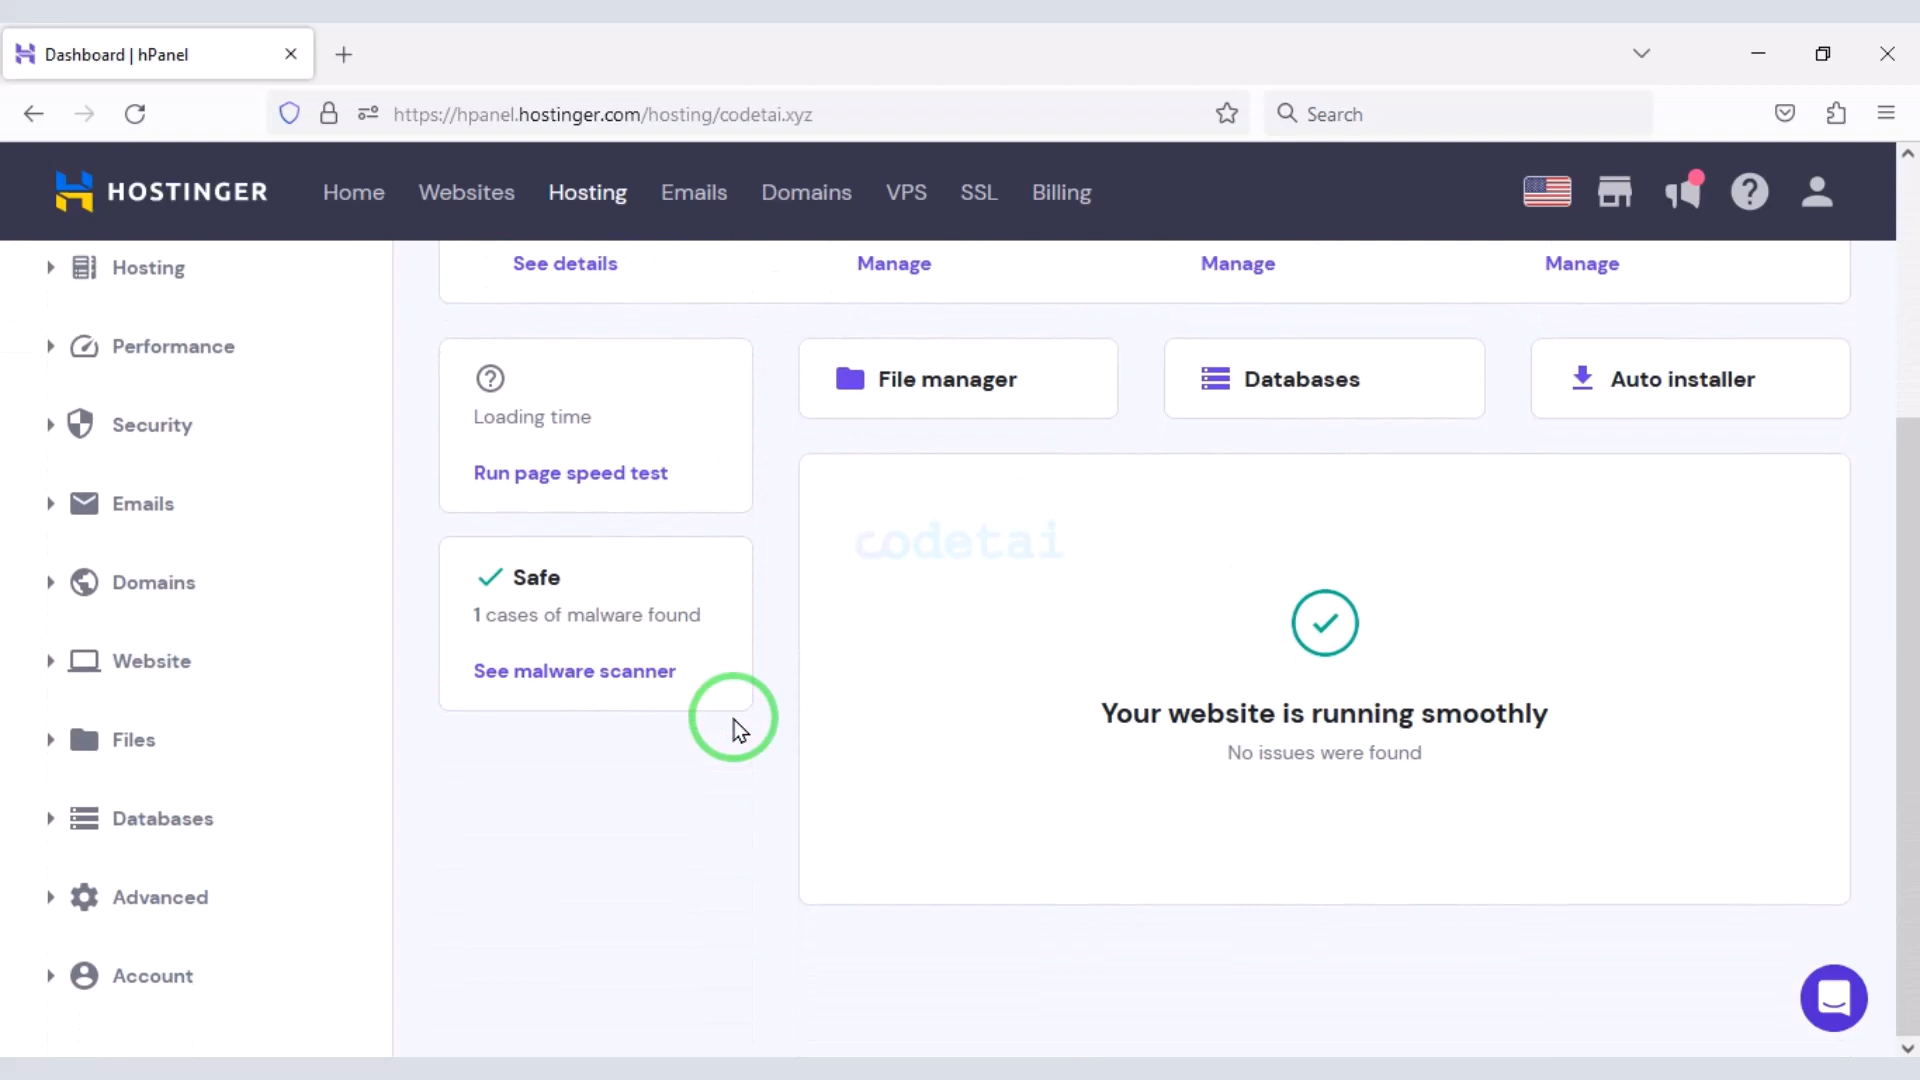 Dashboard | hPanel
https://hpanel.hostinger.com/hosting/codetai.xyz
Search
HOSTINGER
Home
Websites
Hosting
Emails
Domains
VPS
SSL
Billing
Hosting
Performance
Security
Emails
Domains
Website
Files
Databases
Advanced
Account
See details
Manage
Manage
Manage
Loading time
Run page speed test
File manager
Databases
Auto installer
Safe
1 cases of malware found
See malware scanner
codetai
Your website is running smoothly
No issues were found